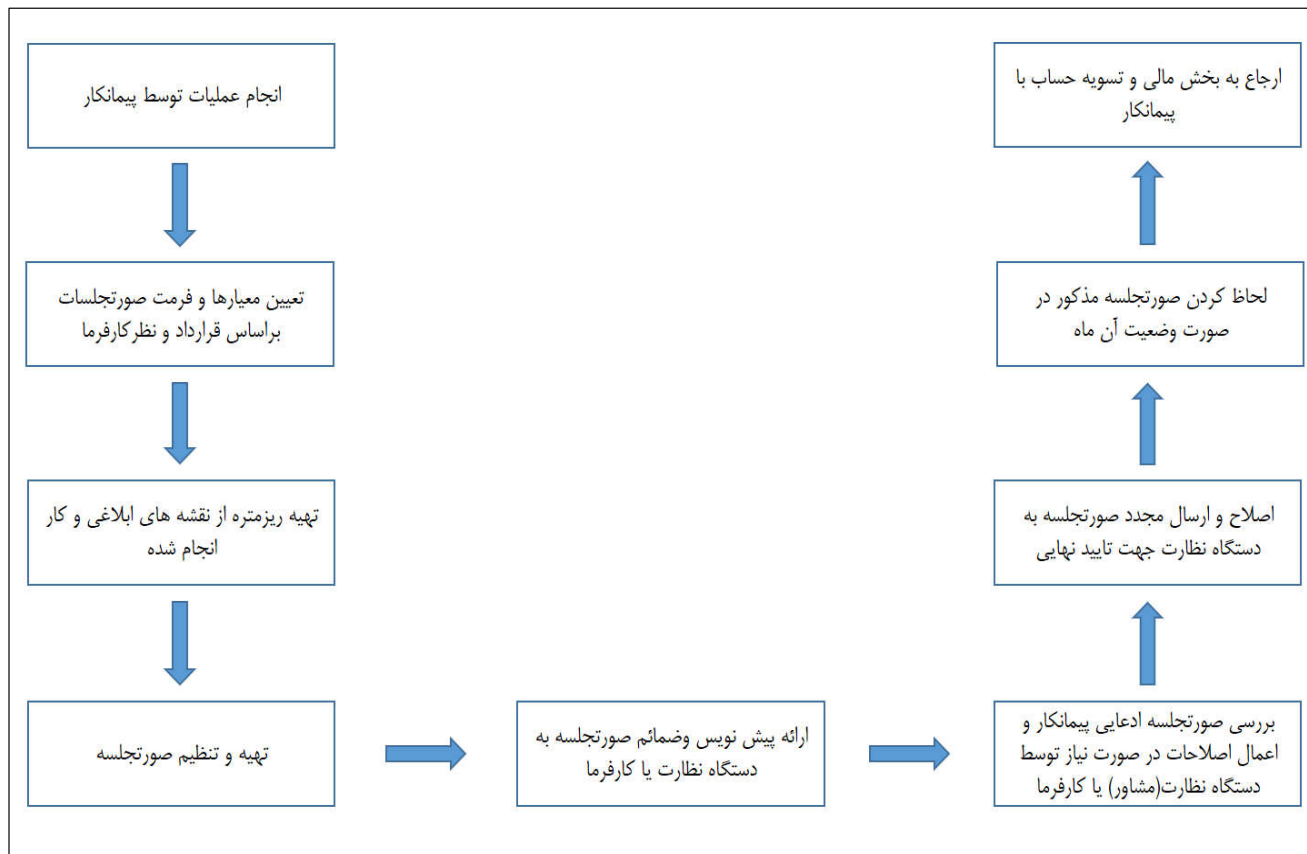 انجام عملیات توسط پیمانکار
تعیین معیارها و فرمت صورتجلسات
براساس قرارداد و نظرکارفرما
تهیه ریزمتره از نقشه های ابلاغی و کار
انجام شده
تهیه و تنظیم صورتجلسه
ارائه پیش نویس وضمائم صورتجلسه به
دستگاه نظارت یا کارفرما
بررسی صورتجلسه ادعایی پیمانکار و
اعمال اصلاحات در صورت نیاز توسط
دستگاه نظارت(مشاور) یا کارفرما
اصلاح و ارسال مجدد صورتجلسه به
دستگاه نظارت جهت تایید نهایی
لحاظ کردن صورتجلسه مذکور در
صورت وضعیت آن ماه
ارجاع به بخش مالی و تسویه حساب با
پیمانکار